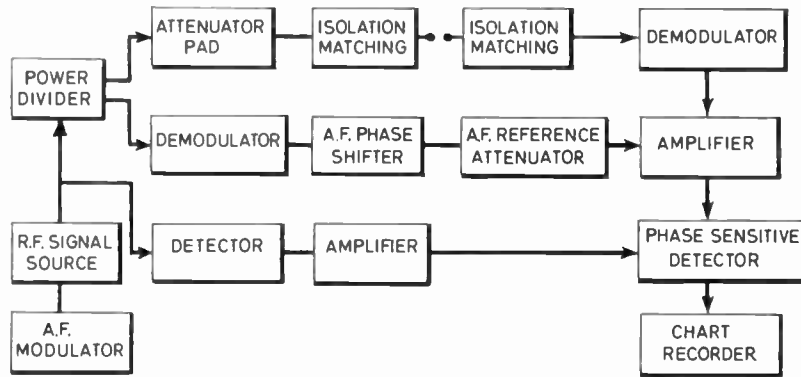 ATTENUATOR
PAD
ISOLATION
MATCHING
ISOLATION
MATCHING
DEMODULATOR
POWER
DIVIDER
DEMODULATOR
A.F. PHASE
SHIFTER
A.F. REFERENCE
ATTENUATOR
AMPLIFIER
R.F. SIGNAL
SOURCE
DETECTOR
AMPLIFIER
PHASE SENSITIVE
DETECTOR
A.F.
MODULATOR
CHART
RECORDER